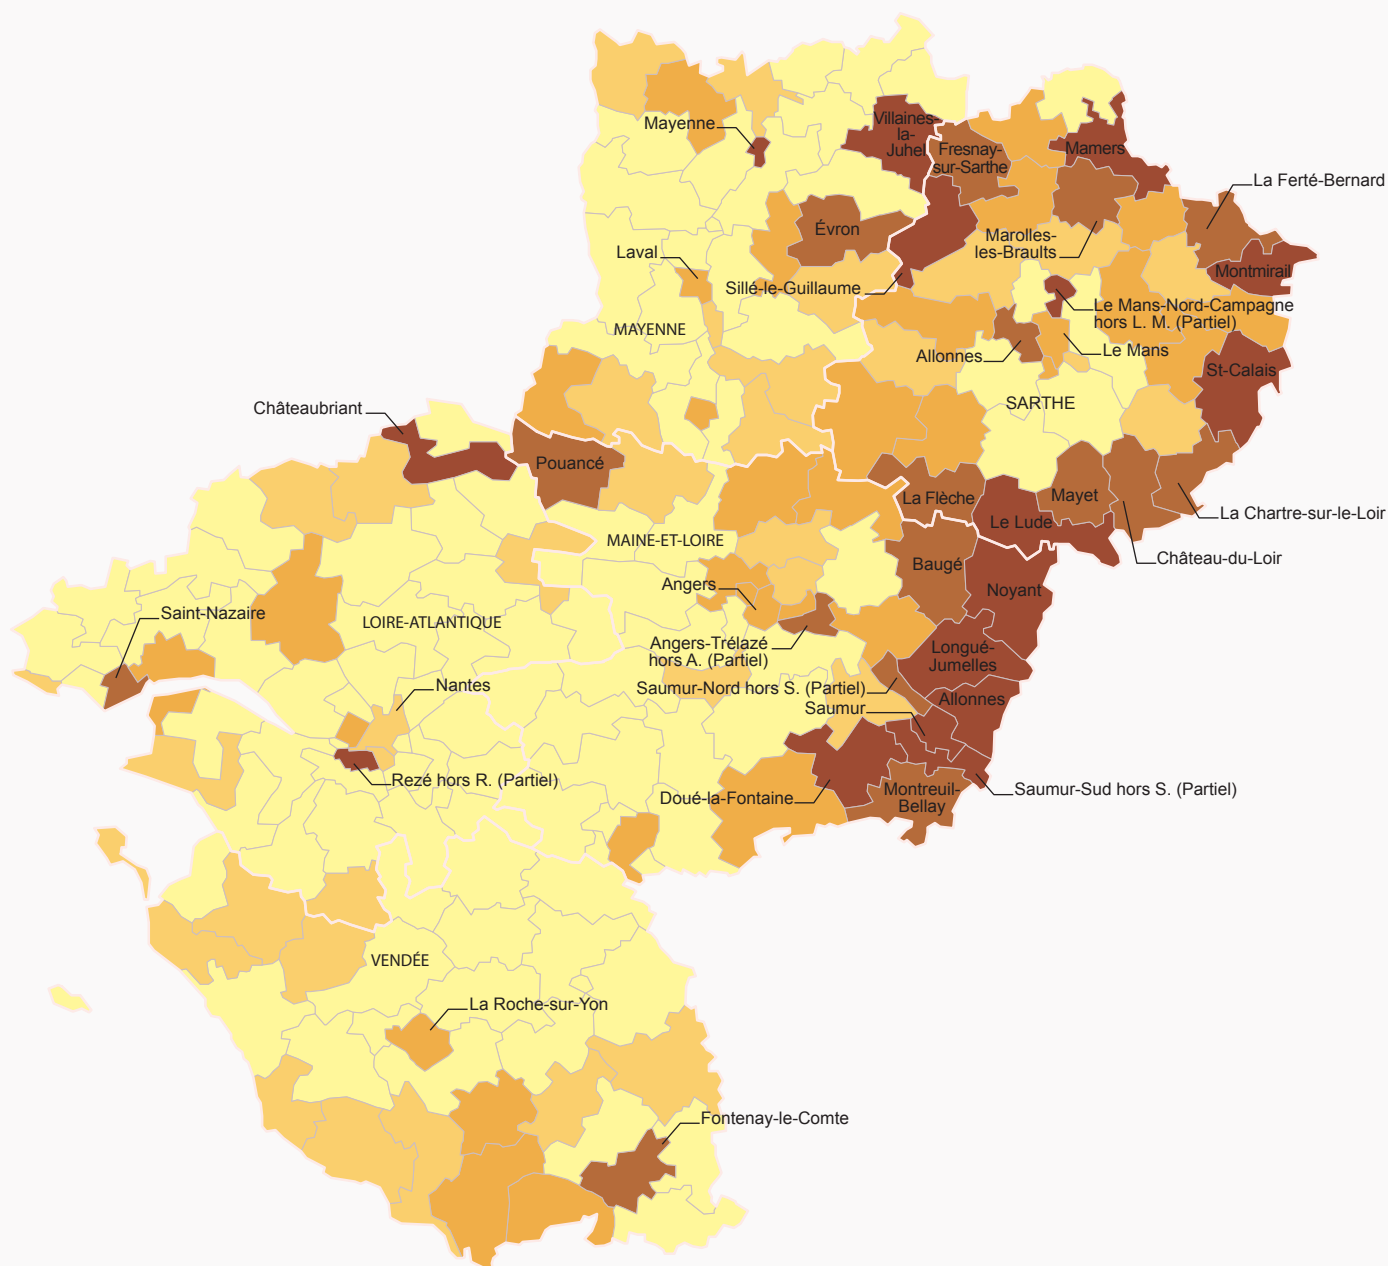 Mayenne
Villaines-
la-
Juhel
Fresnay-
sur-Sarthe
Mamers
La Ferté-Bernard
Évron
Marolles-
les-Braults
Laval
Montmirail
Sillé-le-Guillaume
Le Mans-Nord-Campagne
hors L. M. (Partiel)
MAYENNE
Allonnes
Le Mans
St-Calais
Châteaubriant
SARTHE
Pouancé
La Flèche
Mayet
La Chartre-sur-le-Loir
Le Lude
MAINE-ET-LOIRE
Château-du-Loir
Baugé
Angers
Noyant
Saint-Nazaire
LOIRE-ATLANTIQUE
Angers-Trélazé
hors A. (Partiel)
Longué-
Jumelles
Nantes
Saumur-Nord hors S. (Partiel)
Allonnes
Saumur
Rezé hors R. (Partiel)
Doué-la-Fontaine
Montreuil-
Bellay
Saumur-Sud hors S. (Partiel)
VENDÉE
La Roche-sur-Yon
Fontenay-le-Comte